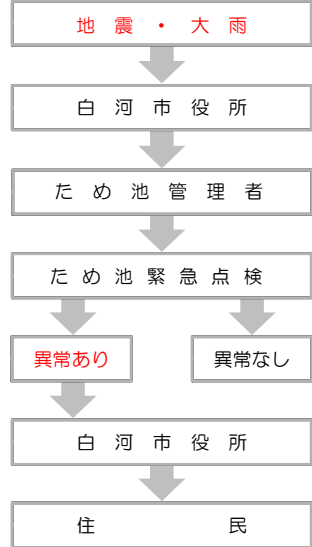 地震・大雨
白河市役所
ため池管理者
ため池緊急点検
異常あり 異常なし
白河市役所
住民